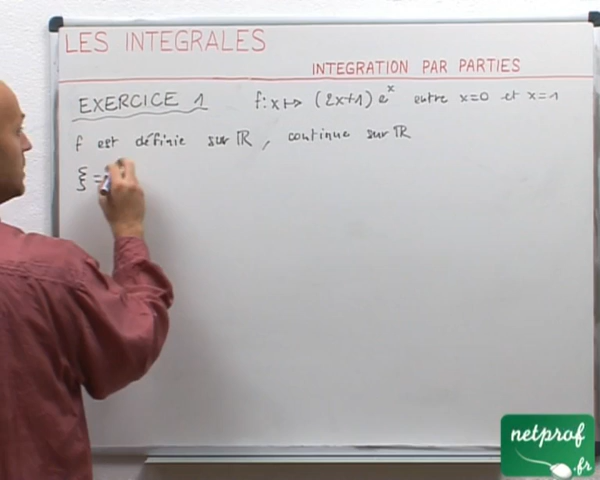 LES INTEGRALES
INTEGRATION PAR PARTIES
EXERCICE 1 f: x ↦ (2x+1) eˣ entre x=0 et x=1
f est définie sur ℝ, continue sur ℝ
ξ =
netprof
.fr